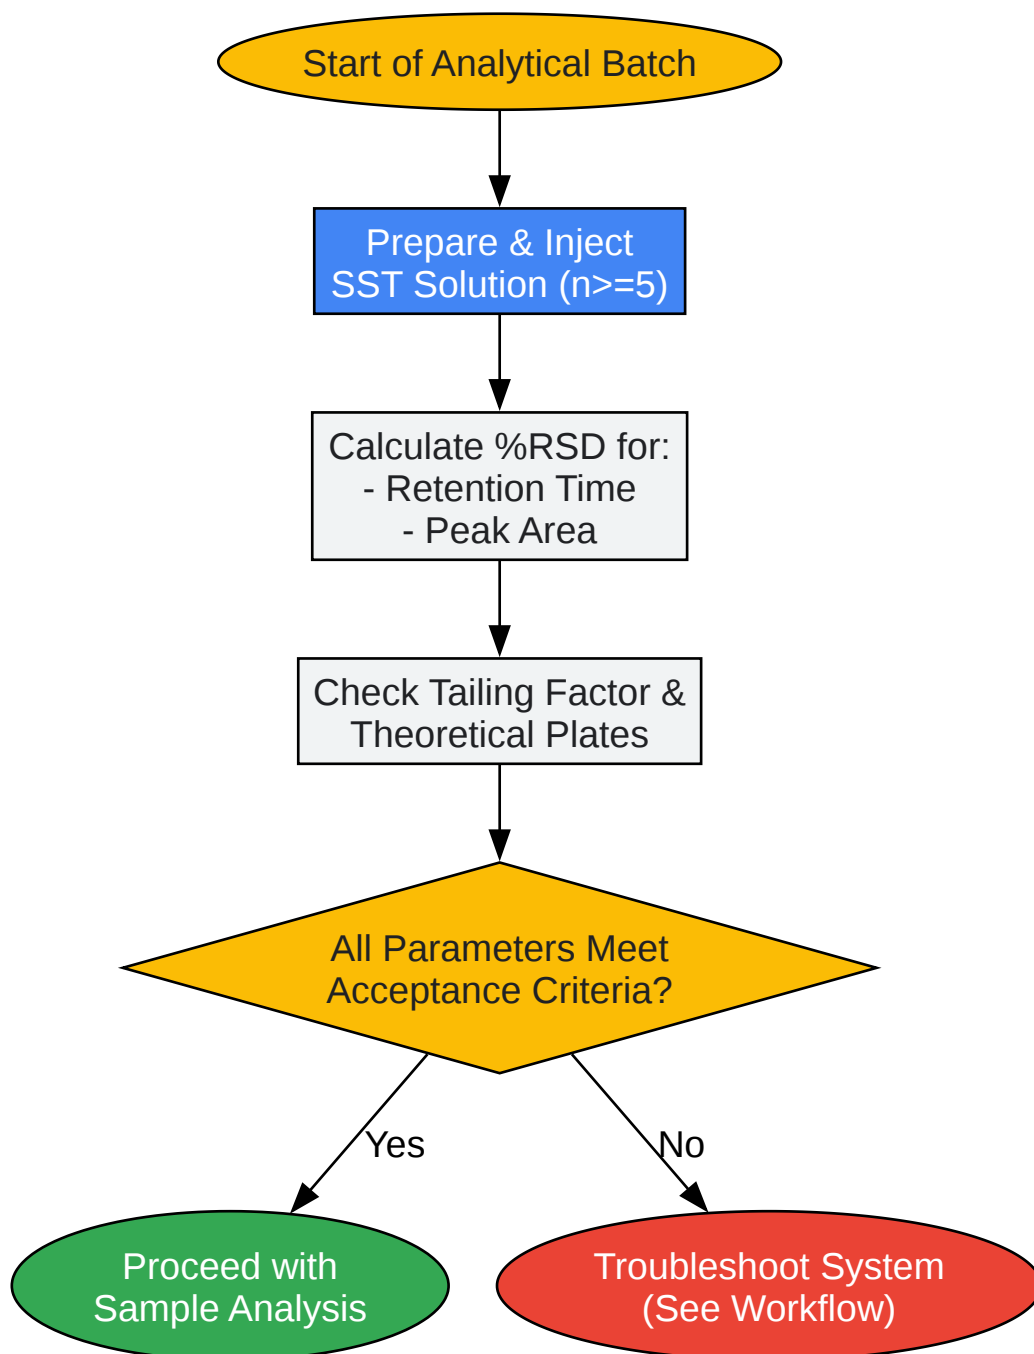 Start of Analytical Batch
Prepare & Inject
SST Solution (n>=5)
Calculate %RSD for:
- Retention Time
- Peak Area
Check Tailing Factor &
Theoretical Plates
All Parameters Meet
Acceptance Criteria?
Yes
No
Proceed with
Sample Analysis
Troubleshoot System
(See Workflow)